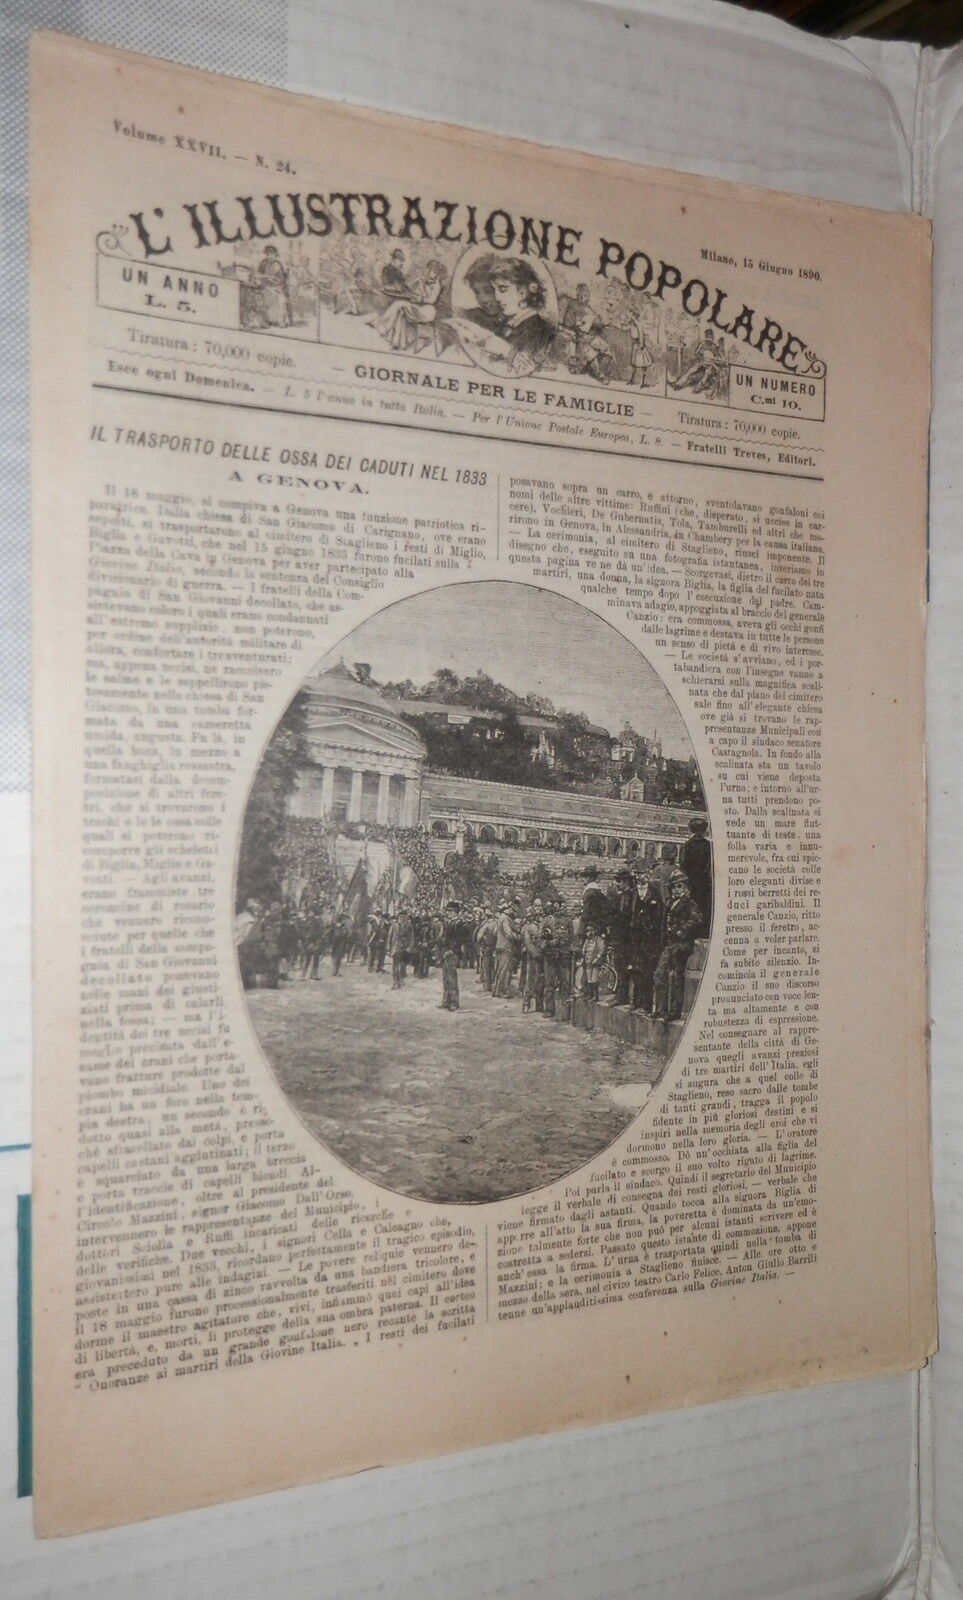 Volume XXVII. — N. 24.
Milano, 15 Giugno 1890.
L'ILLUSTRAZIONE POPOLARE
UN ANNO
L. 5.
UN NUMERO
C.mi 10.
Tiratura: 70,000 copie.
— GIORNALE PER LE FAMIGLIE —
Tiratura: 70,000 copie.
Esce ogni Domenica. — L. 5 l'anno in tutta Italia. — Per l'Unione Postale Europea, L. 8. — Fratelli Treves, Editori.
IL TRASPORTO DELLE OSSA DEI CADUTI NEL 1833
A GENOVA.
Il 18 maggio, si compiva a Genova una funzione patriotica ri-
paratrice. Dalla chiesa di San Giacomo di Carignano, ove erano
sepolti, si trasportarono al cimitero di Staglieno i resti di Miglio,
Biglia e Gavotti, che nel 15 giugno 1833 furono fucilati sulla
Piazza della Cava in Genova per aver partecipato alla
Giovine Italia, secondo la sentenza del Consiglio
divisionario di guerra. — I fratelli della Com-
pagnia di San Giovanni decollato, che as-
sistevano coloro i quali erano condannati
all'estremo supplizio, non poterono,
per ordine dell'autorità militare di
allora, confortare i tre sventurati;
ma, appena uccisi, ne raccolsero
le salme e le seppellirono pie-
tosamente nella chiesa di San
Giacomo, in una tomba for-
mata da una cameretta
umida, angusta. Fu là, in
quella buca, in mezzo a
una fanghiglia rossastra,
formatasi dalla decom-
posizione di altri fere-
tri, che si trovarono i
teschi e le ossa colle
quali si poterono ri-
comporre gli scheletri
di Biglia, Miglio e Ga-
votti. — Agli avanzi,
erano frammiste tre
coroncine di rosario
che vennero ricono-
sciute per quelle che
i fratelli della compa-
gnia di San Giovanni
decollato ponevano
nelle mani dei giusti-
ziati prima di calarli
nella fossa; — ma l'i-
dentità dei tre uccisi fu
meglio precisata dall'e-
same dei crani che porta-
vano fratture prodotte dal
piombo micidiale. Uno dei
crani ha un foro nella tem-
pia destra; un secondo è ri-
dotto quasi alla metà, presso-
chè sfracellato dai colpi, e porta
capelli castani agglutinati; il terzo
è squarciato da una larga breccia
e porta traccie di capelli biondi. Al-
l'identificazione, oltre al presidente del
Circolo Mazzini, signor Giacomo Dall'Orso,
intervennero le rappresentanze del Municipio, i
dottori Sciolla e Ruffi incaricati delle ricerche e
delle verifiche. Due vecchi, i signori Cella e Calcagno che,
giovanissimi nel 1833, ricordano perfettamente il tragico episodio,
assistettero pure alle indagini. — Le povere reliquie vennero de-
poste in una cassa di zinco ravvolta da una bandiera tricolore, e
il 18 maggio furono processionalmente trasferiti nel cimitero dove
dorme il maestro agitatore che, vivi, infiammò quei capi all'idea
di libertà, e, morti, li protegge della sua ombra paterna. Il corteo
era preceduto da un grande gonfalone nero recante la scritta
" Onoranze ai martiri della Giovine Italia. „ I resti dei fucilati
posavano sopra un carro, e attorno, sventolavano gonfaloni coi
nomi delle altre vittime: Ruffini (che, disperato, si uccise in car-
cere), Vochieri, De Gubernatis, Tola, Tamburelli ed altri che mo-
rirono in Genova, in Alessandria, in Chambery per la causa italiana.
— La cerimonia, al cimitero di Staglieno, riuscì imponente. Il
disegno che, eseguito su una fotografia istantanea, inseriamo in
questa pagina ve ne dà un'idea. — Scorgevasi, dietro il carro dei tre
martiri, una donna, la signora Biglia, la figlia del fucilato nata
qualche tempo dopo l'esecuzione del padre. Cam-
minava adagio, appoggiata al braccio del generale
Canzio: era commossa, aveva gli occhi gonfi
dalle lagrime e destava in tutte le persone
un senso di pietà e di vivo interesse.
— Le società s'avviano, ed i por-
tabandiera con l'insegne vanno a
schierarsi sulla magnifica scali-
nata che dal piano del cimitero
sale fino all'elegante chiesa
ove già si trovano le rap-
presentanze Municipali con
a capo il sindaco senatore
Castagnola. In fondo alla
scalinata sta un tavolo
su cui viene deposta
l'urna; e intorno all'ur-
na tutti prendono po-
sto. Dalla scalinata si
vede un mare flut-
tuante di teste, una
folla varia e innu-
merevole, fra cui spic-
cano le società colle
loro eleganti divise e
i rossi berretti dei re-
duci garibaldini. Il
generale Canzio, ritto
presso il feretro, ac-
cenna a voler parlare.
Come per incanto, si
fa subito silenzio. In-
comincia il generale
Canzio il suo discorso
pronunciato con voce len-
ta ma altamente e con
robustezza di espressione.
Nel consegnare al rappre-
sentante della città di Ge-
nova quegli avanzi preziosi
di tre martiri dell'Italia, egli
si augura che a quel colle di
Staglieno, reso sacro dalle tombe
di tanti grandi, tragga il popolo
fidente in più gloriosi destini e si
inspiri nella memoria degli eroi che vi
dormono nella loro gloria. — L'oratore
è commosso. Dò un'occhiata alla figlia del
fucilato e scorgo il suo volto rigato di lagrime.
Poi parla il sindaco. Quindi il segretario del Municipio
legge il verbale di consegna dei resti gloriosi, — verbale che
viene firmato dagli astanti. Quando tocca alla signora Biglia di
apporre all'atto la sua firma, la poveretta è dominata da un'emo-
zione talmente forte che non può per alcuni istanti scrivere ed è
costretta a sedersi. Passato questo istante di commozione, appone
anch'essa la firma. L'urna è trasportata quindi nella tomba di
Mazzini; e la cerimonia a Staglieno finisce. — Alle ore otto e
mezzo della sera, nel civico teatro Carlo Felice, Anton Giulio Barrili
tenne un'applauditissima conferenza sulla Giovine Italia. —